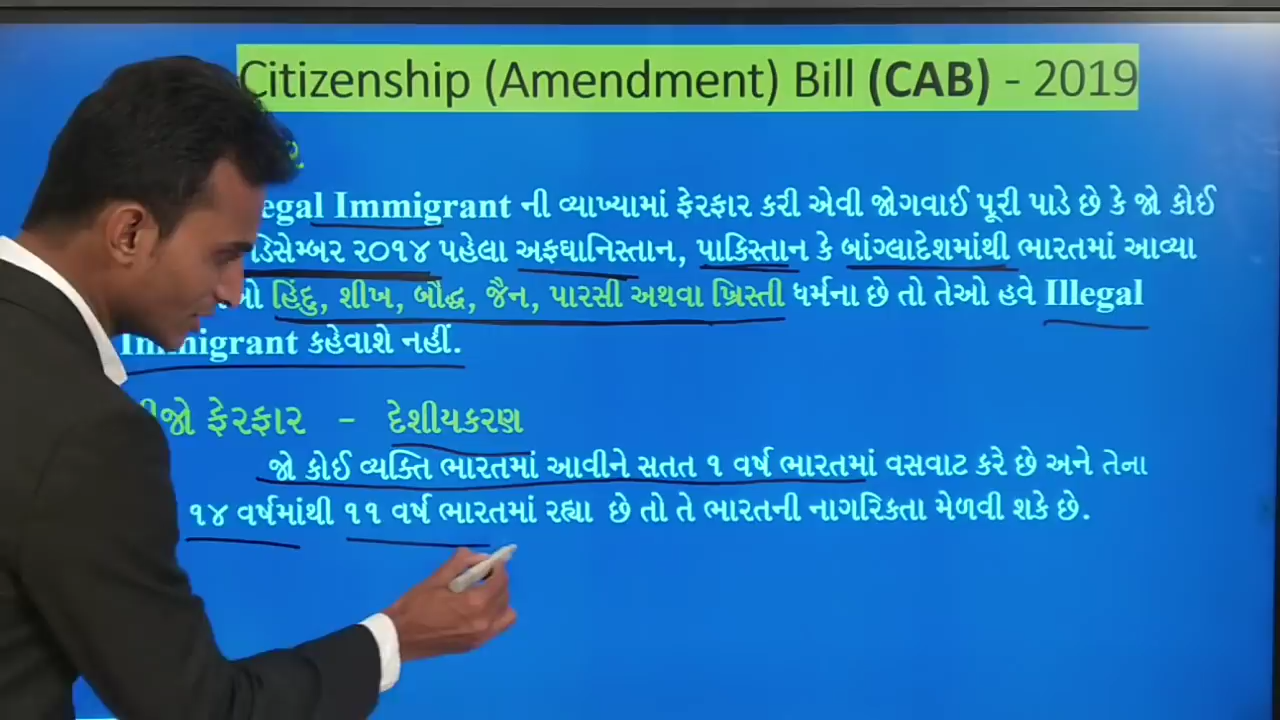 Citizenship (Amendment) Bill (CAB) - 2019
Immigrant ની વ્યાખ્યામાં ફેરફાર કરી એવી જોગવાઈ પૂરી પાડે છે કે જો કોઈ
ડિસેમ્બર ૨૦૧૪ પહેલા અફઘાનિસ્તાન, પાકિસ્તાન કે બાંગ્લાદેશમાંથી ભારતમાં આવ્યા
હિંદુ, શીખ, બૌદ્ધ, જૈન, પારસી અથવા ખ્રિસ્તી ધર્મના છે તો તેઓ હવે Illegal
Immigrant કહેવાશે નહીં.
ફેરફાર - દેશીયકરણ
જો કોઈ વ્યક્તિ ભારતમાં આવીને સતત ૧ વર્ષ ભારતમાં વસવાટ કરે છે અને તેના
૧૪ વર્ષમાંથી ૧૧ વર્ષ ભારતમાં રહ્યા છે તો તે ભારતની નાગરિકતા મેળવી શકે છે.